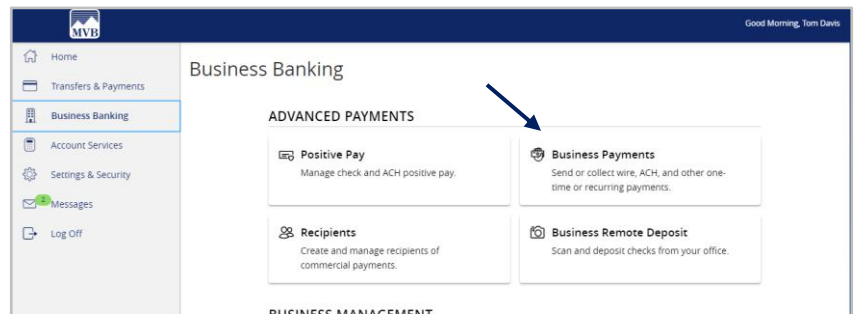 MVB
Good Morning, Tom Davis
Home
Transfers & Payments
Business Banking
Account Services
Settings & Security
2
Messages
Log Off
Business Banking
ADVANCED PAYMENTS
Positive Pay
Manage check and ACH positive pay.
Business Payments
Send or collect wire, ACH, and other one-
time or recurring payments.
Recipients
Create and manage recipients of
commercial payments.
Business Remote Deposit
Scan and deposit checks from your office.
BUSINESS MANAGEMENT